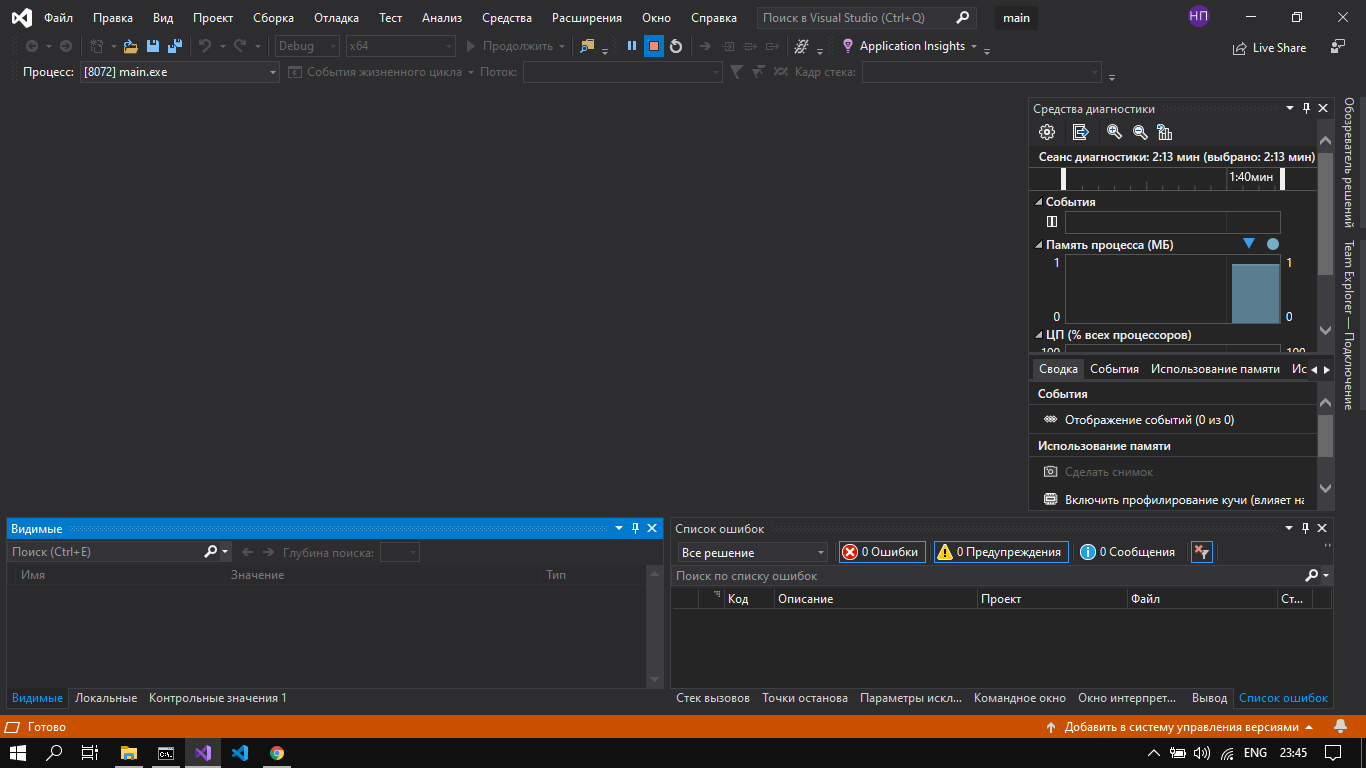 Файл Правка Вид Проект Сборка Отладка Тест Анализ Средства Расширения Окно Справка Поиск в Visual Studio (Ctrl+Q) main НП
Debug x64 Продолжить Application Insights Live Share
Процесс: [8072] main.exe События жизненного цикла Поток: Кадр стека:
Средства диагностики
Сеанс диагностики: 2:13 мин (выбрано: 2:13 мин)
1:40мин
События
Память процесса (МБ)
1 1
0 0
ЦП (% всех процессоров)
100 100
Сводка События Использование памяти Ис
События
Отображение событий (0 из 0)
Использование памяти
Сделать снимок
Включить профилирование кучи (влияет на
Обозреватель решений
Team Explorer — Подключение
Видимые
Поиск (Ctrl+E) Глубина поиска:
Имя Значение Тип
Видимые Локальные Контрольные значения 1
Список ошибок
Все решение 0 Ошибки 0 Предупреждения 0 Сообщения
Поиск по списку ошибок
Код Описание Проект Файл Ст...
Стек вызовов Точки останова Параметры искл... Командное окно Окно интерпрет... Вывод Список ошибок
Готово Добавить в систему управления версиями
ENG 23:45